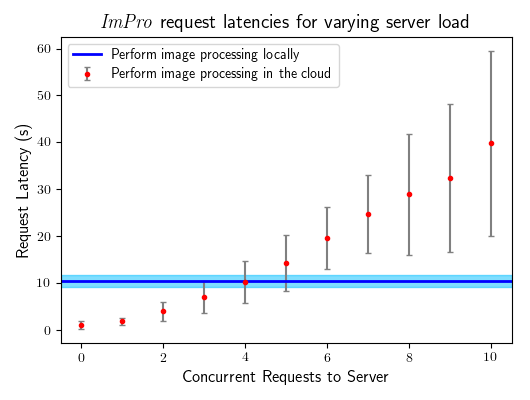 ImPro request latencies for varying server load
Perform image processing locally
Perform image processing in the cloud
Request Latency (s)
60
50
40
30
20
10
0
0 2 4 6 8 10
Concurrent Requests to Server